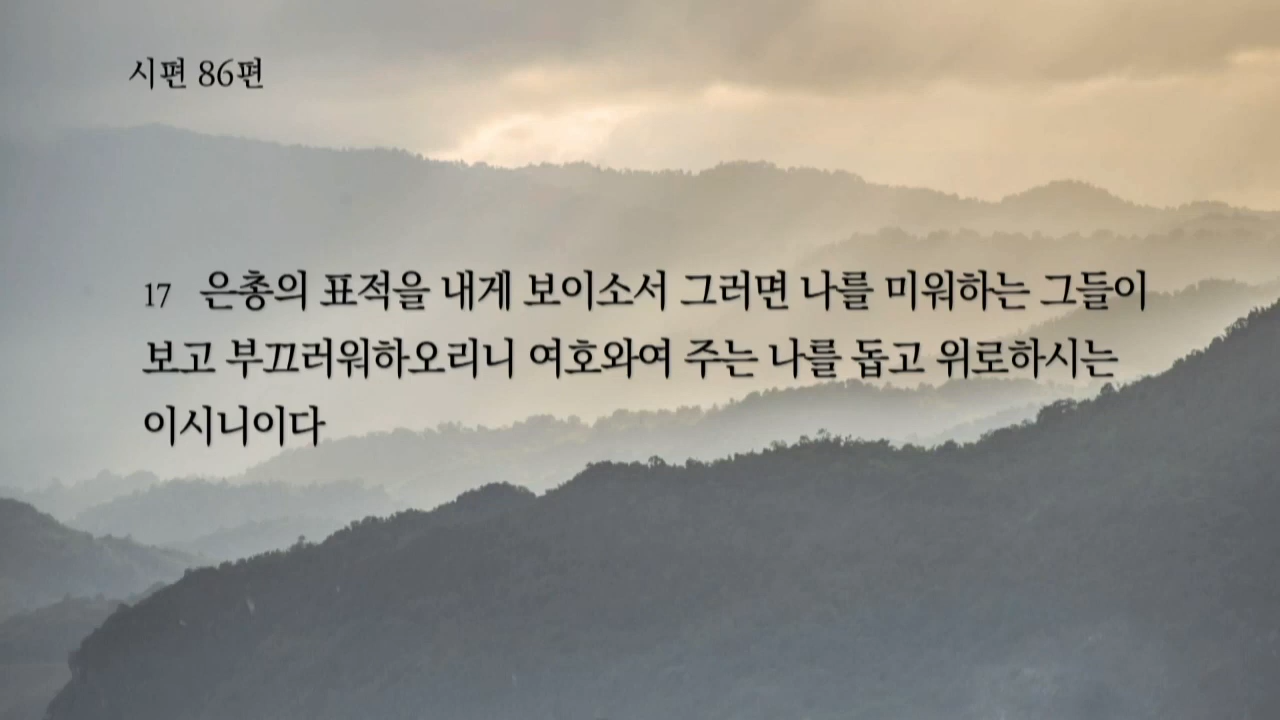 시편 86편
17 은총의 표적을 내게 보이소서 그러면 나를 미워하는 그들이
보고 부끄러워하오리니 여호와여 주는 나를 돕고 위로하시는
이시니이다